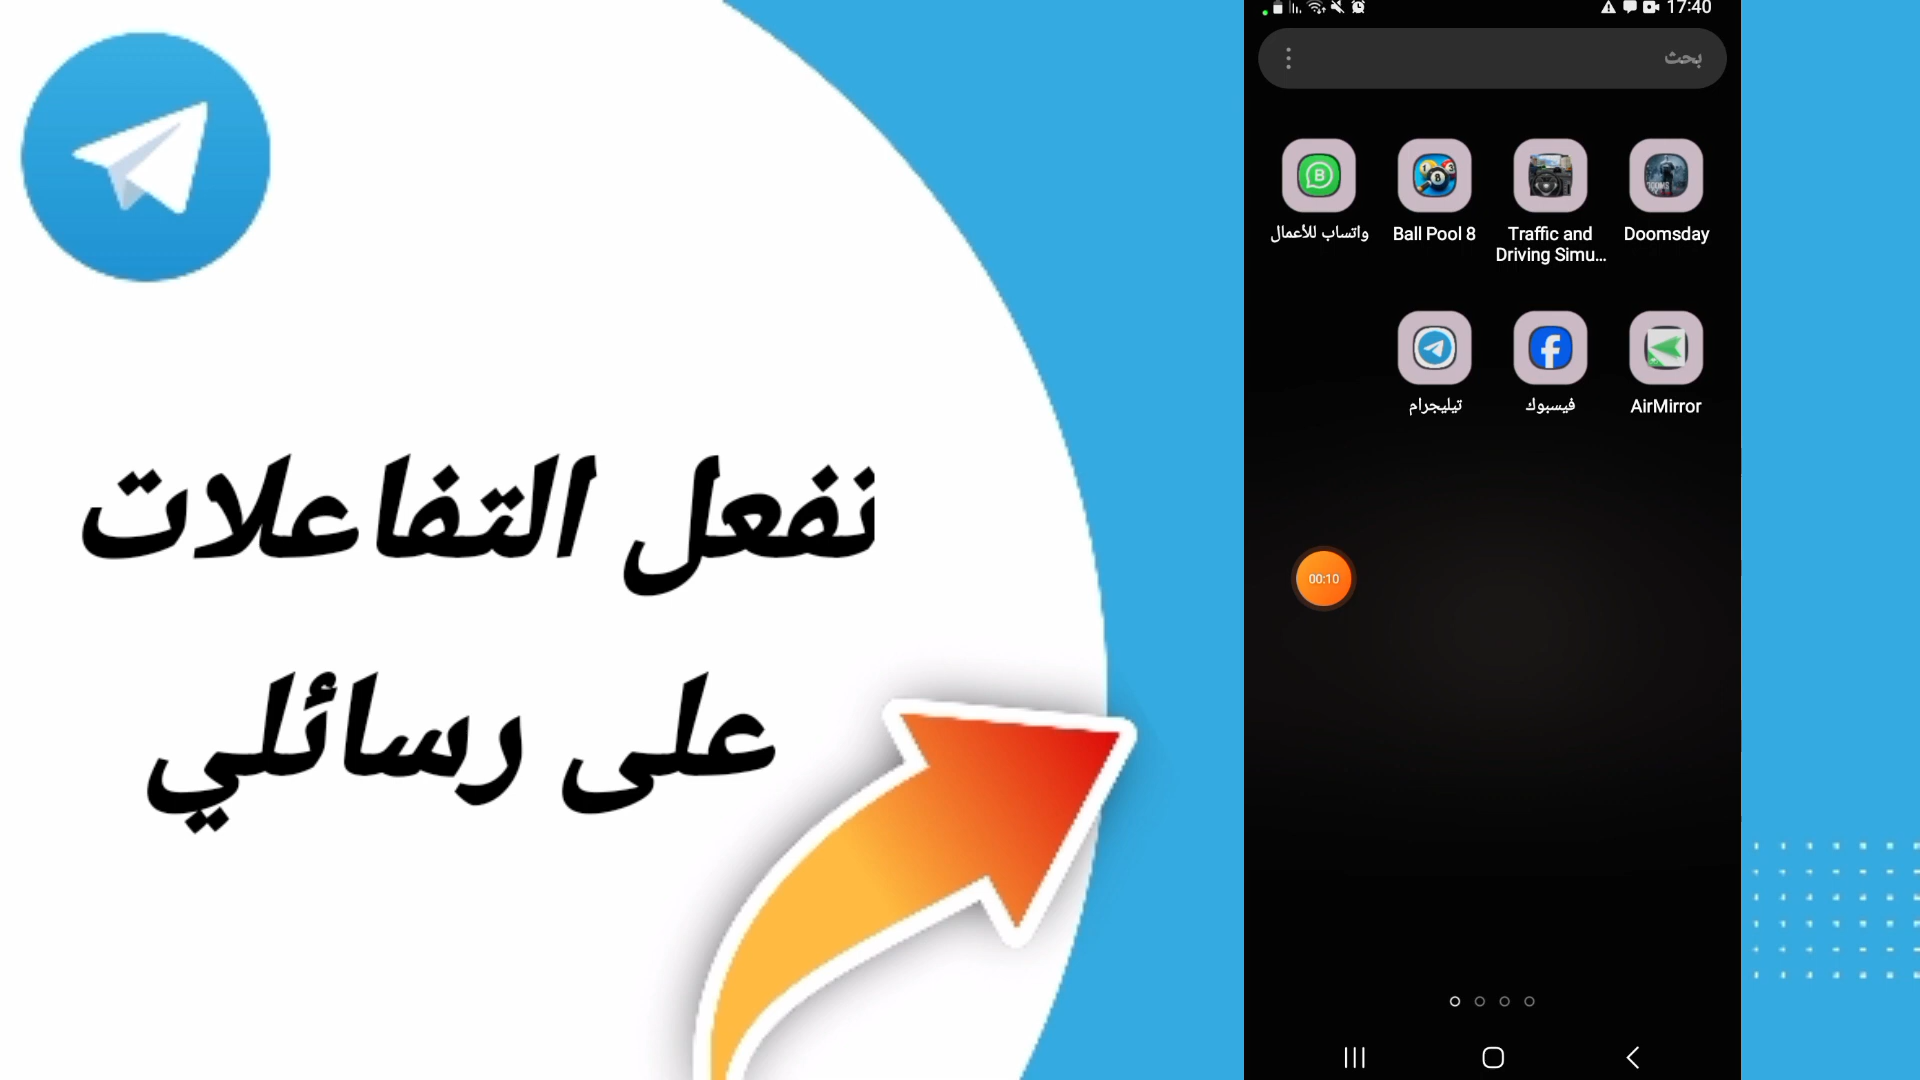 نفعل التفاعلات
على رسائلي
17:40
بحث
واتساب للأعمال
Ball Pool 8
Traffic and
Driving Simu...
Doomsday
تيليجرام
فيسبوك
AirMirror
00:10